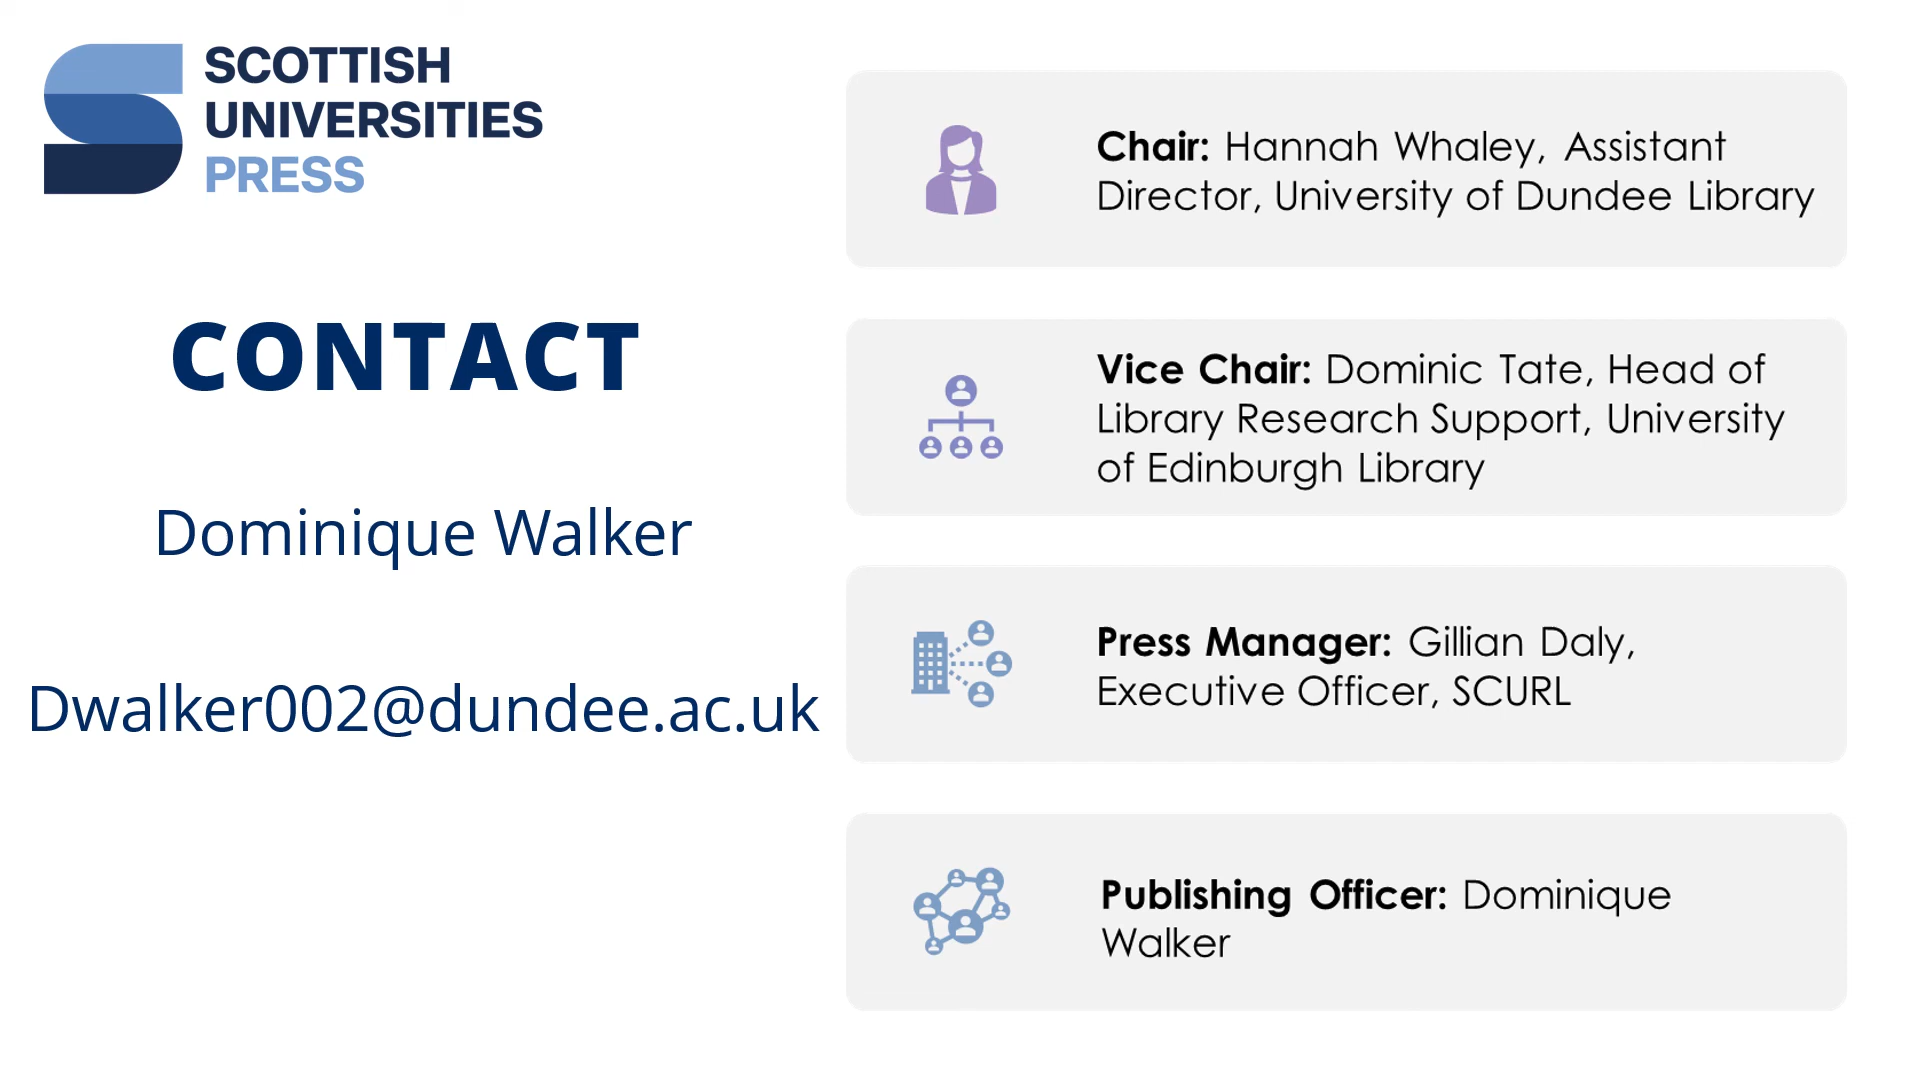 SCOTTISH
UNIVERSITIES
PRESS
CONTACT
Dominique Walker
Dwalker002@dundee.ac.uk
Chair: Hannah Whaley, Assistant
Director, University of Dundee Library
Vice Chair: Dominic Tate, Head of
Library Research Support, University
of Edinburgh Library
Press Manager: Gillian Daly,
Executive Officer, SCURL
Publishing Officer: Dominique
Walker